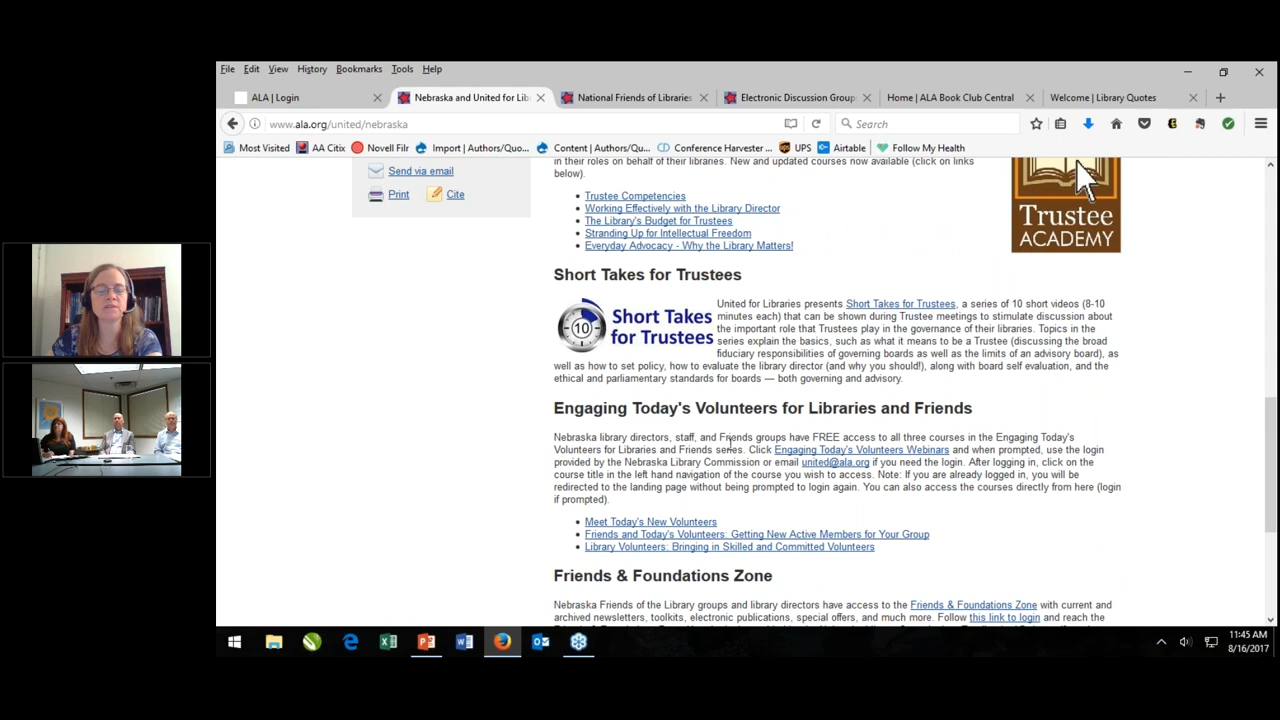 File Edit View History Bookmarks Tools Help
ALA | Login
Nebraska and United for Lib
National Friends of Libraries
Electronic Discussion Group
Home | ALA Book Club Central
Welcome | Library Quotes
www.ala.org/united/nebraska
Search
Most Visited AA Citix Novell Filr Import | Authors/Quo... Content | Authors/Qu... Conference Harvester ... UPS Airtable Follow My Health
Send via email
Print Cite
in their roles on behalf of their libraries. New and updated courses now available (click on links
below).
Trustee Competencies
Working Effectively with the Library Director
The Library's Budget for Trustees
Stranding Up for Intellectual Freedom
Everyday Advocacy - Why the Library Matters!
Trustee
ACADEMY
Short Takes for Trustees
10 Short Takes
for Trustees
United for Libraries presents Short Takes for Trustees, a series of 10 short videos (8-10
minutes each) that can be shown during Trustee meetings to stimulate discussion about
the important role that Trustees play in the governance of their libraries. Topics in the
series explain the basics, such as what it means to be a Trustee (discussing the broad
fiduciary responsibilities of governing boards as well as the limits of an advisory board), as
well as how to set policy, how to evaluate the library director (and why you should!), along with board self evaluation, and the
ethical and parliamentary standards for boards — both governing and advisory.
Engaging Today's Volunteers for Libraries and Friends
Nebraska library directors, staff, and Friends groups have FREE access to all three courses in the Engaging Today's
Volunteers for Libraries and Friends series. Click Engaging Today's Volunteers Webinars and when prompted, use the login
provided by the Nebraska Library Commission or email united@ala.org if you need the login. After logging in, click on the
course title in the left hand navigation of the course you wish to access. Note: If you are already logged in, you will be
redirected to the landing page without being prompted to login again. You can also access the courses directly from here (login
if prompted).
Meet Today's New Volunteers
Friends and Today's Volunteers: Getting New Active Members for Your Group
Library Volunteers: Bringing in Skilled and Committed Volunteers
Friends & Foundations Zone
Nebraska Friends of the Library groups and library directors have access to the Friends & Foundations Zone with current and
archived newsletters, toolkits, electronic publications, special offers, and much more. Follow this link to login and reach the
11:45 AM
8/16/2017